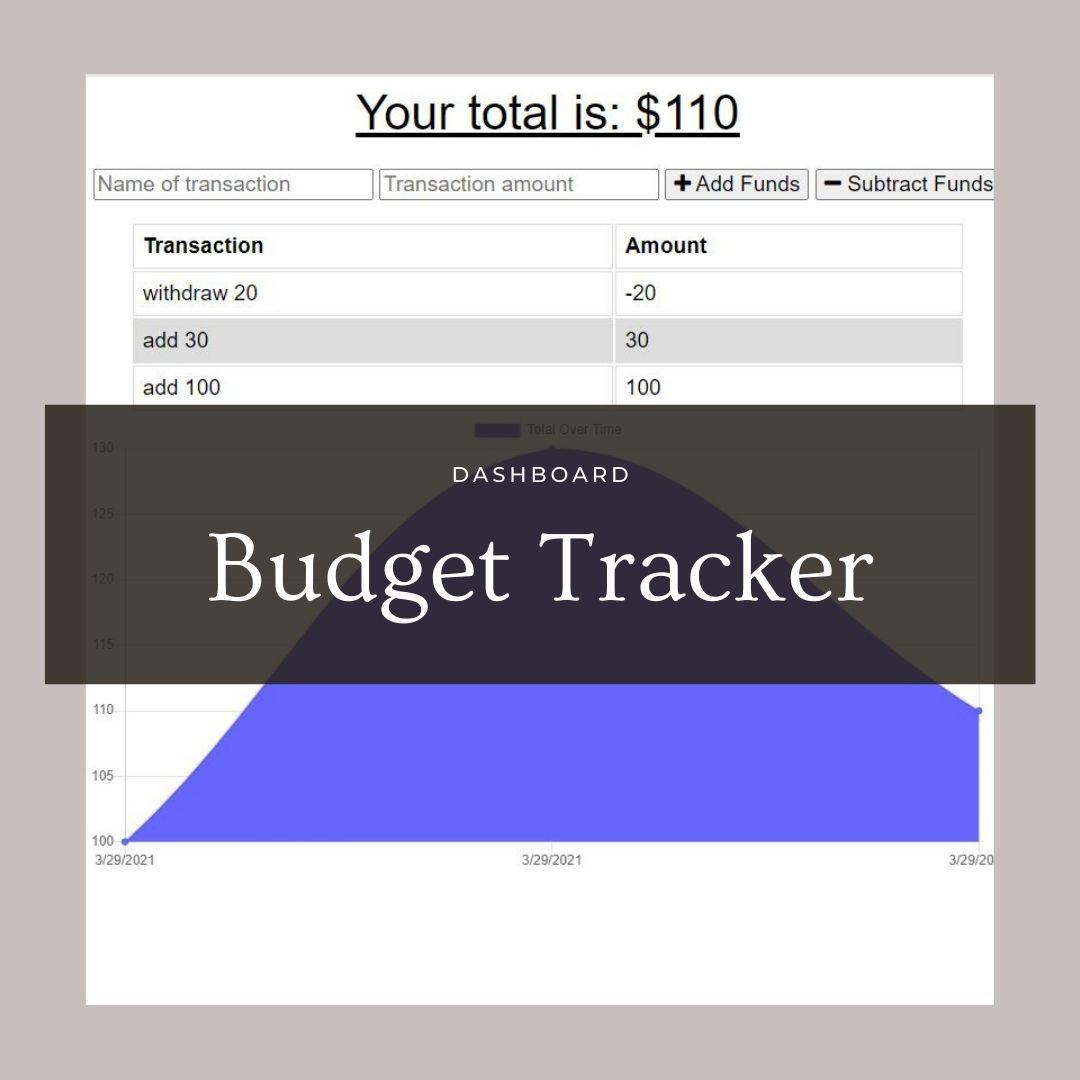 Your total is: $110
Name of transaction Transaction amount + Add Funds − Subtract Funds
Transaction Amount
withdraw 20 -20
add 30 30
add 100 100
Total Over Time
130
DASHBOARD
125
Budget Tracker
120
115
110
105
100
3/29/2021 3/29/2021 3/29/20